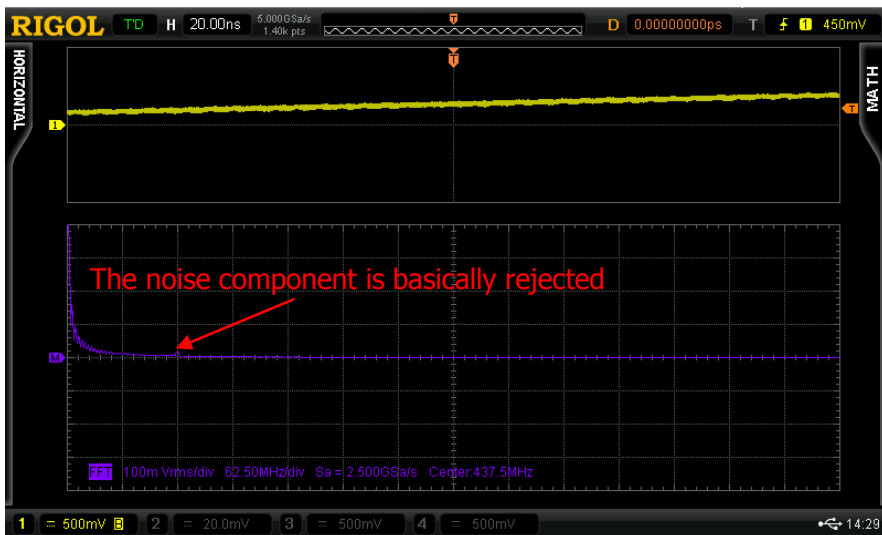 RIGOL T'D H 20.00ns 5.000GSa/s D 0.00000000ps T 1 450mV
1.40k pts
T
HORIZONTAL
MATH
1
T
The noise component is basically rejected
M
FFT 100m Vrms/div 62.50MHz/div Sa = 2.500GSa/s Center:437.5MHz
1 = 500mV B 2 = 20.0mV 3 = 500mV 4 = 500mV 14:29